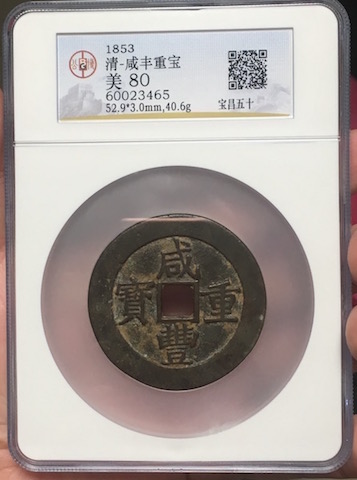 1853
清-咸丰重宝
美 80
60023465
52.9*3.0mm,40.6g
宝昌五十
咸
豐
重
寶